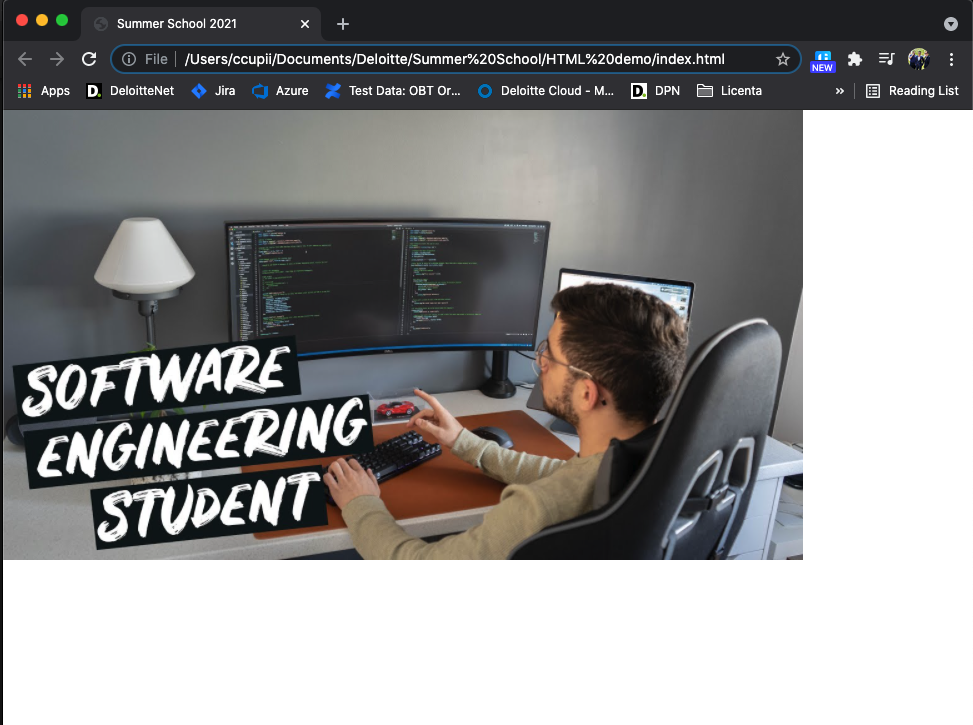 Summer School 2021
File
/Users/ccupii/Documents/Deloitte/Summer%20School/HTML%20demo/index.html
NEW
Apps
D. DeloitteNet
Jira
Azure
Test Data: OBT Or...
Deloitte Cloud - M...
D. DPN
Licenta
»
Reading List
SOFTWARE
ENGINEERING
STUDENT